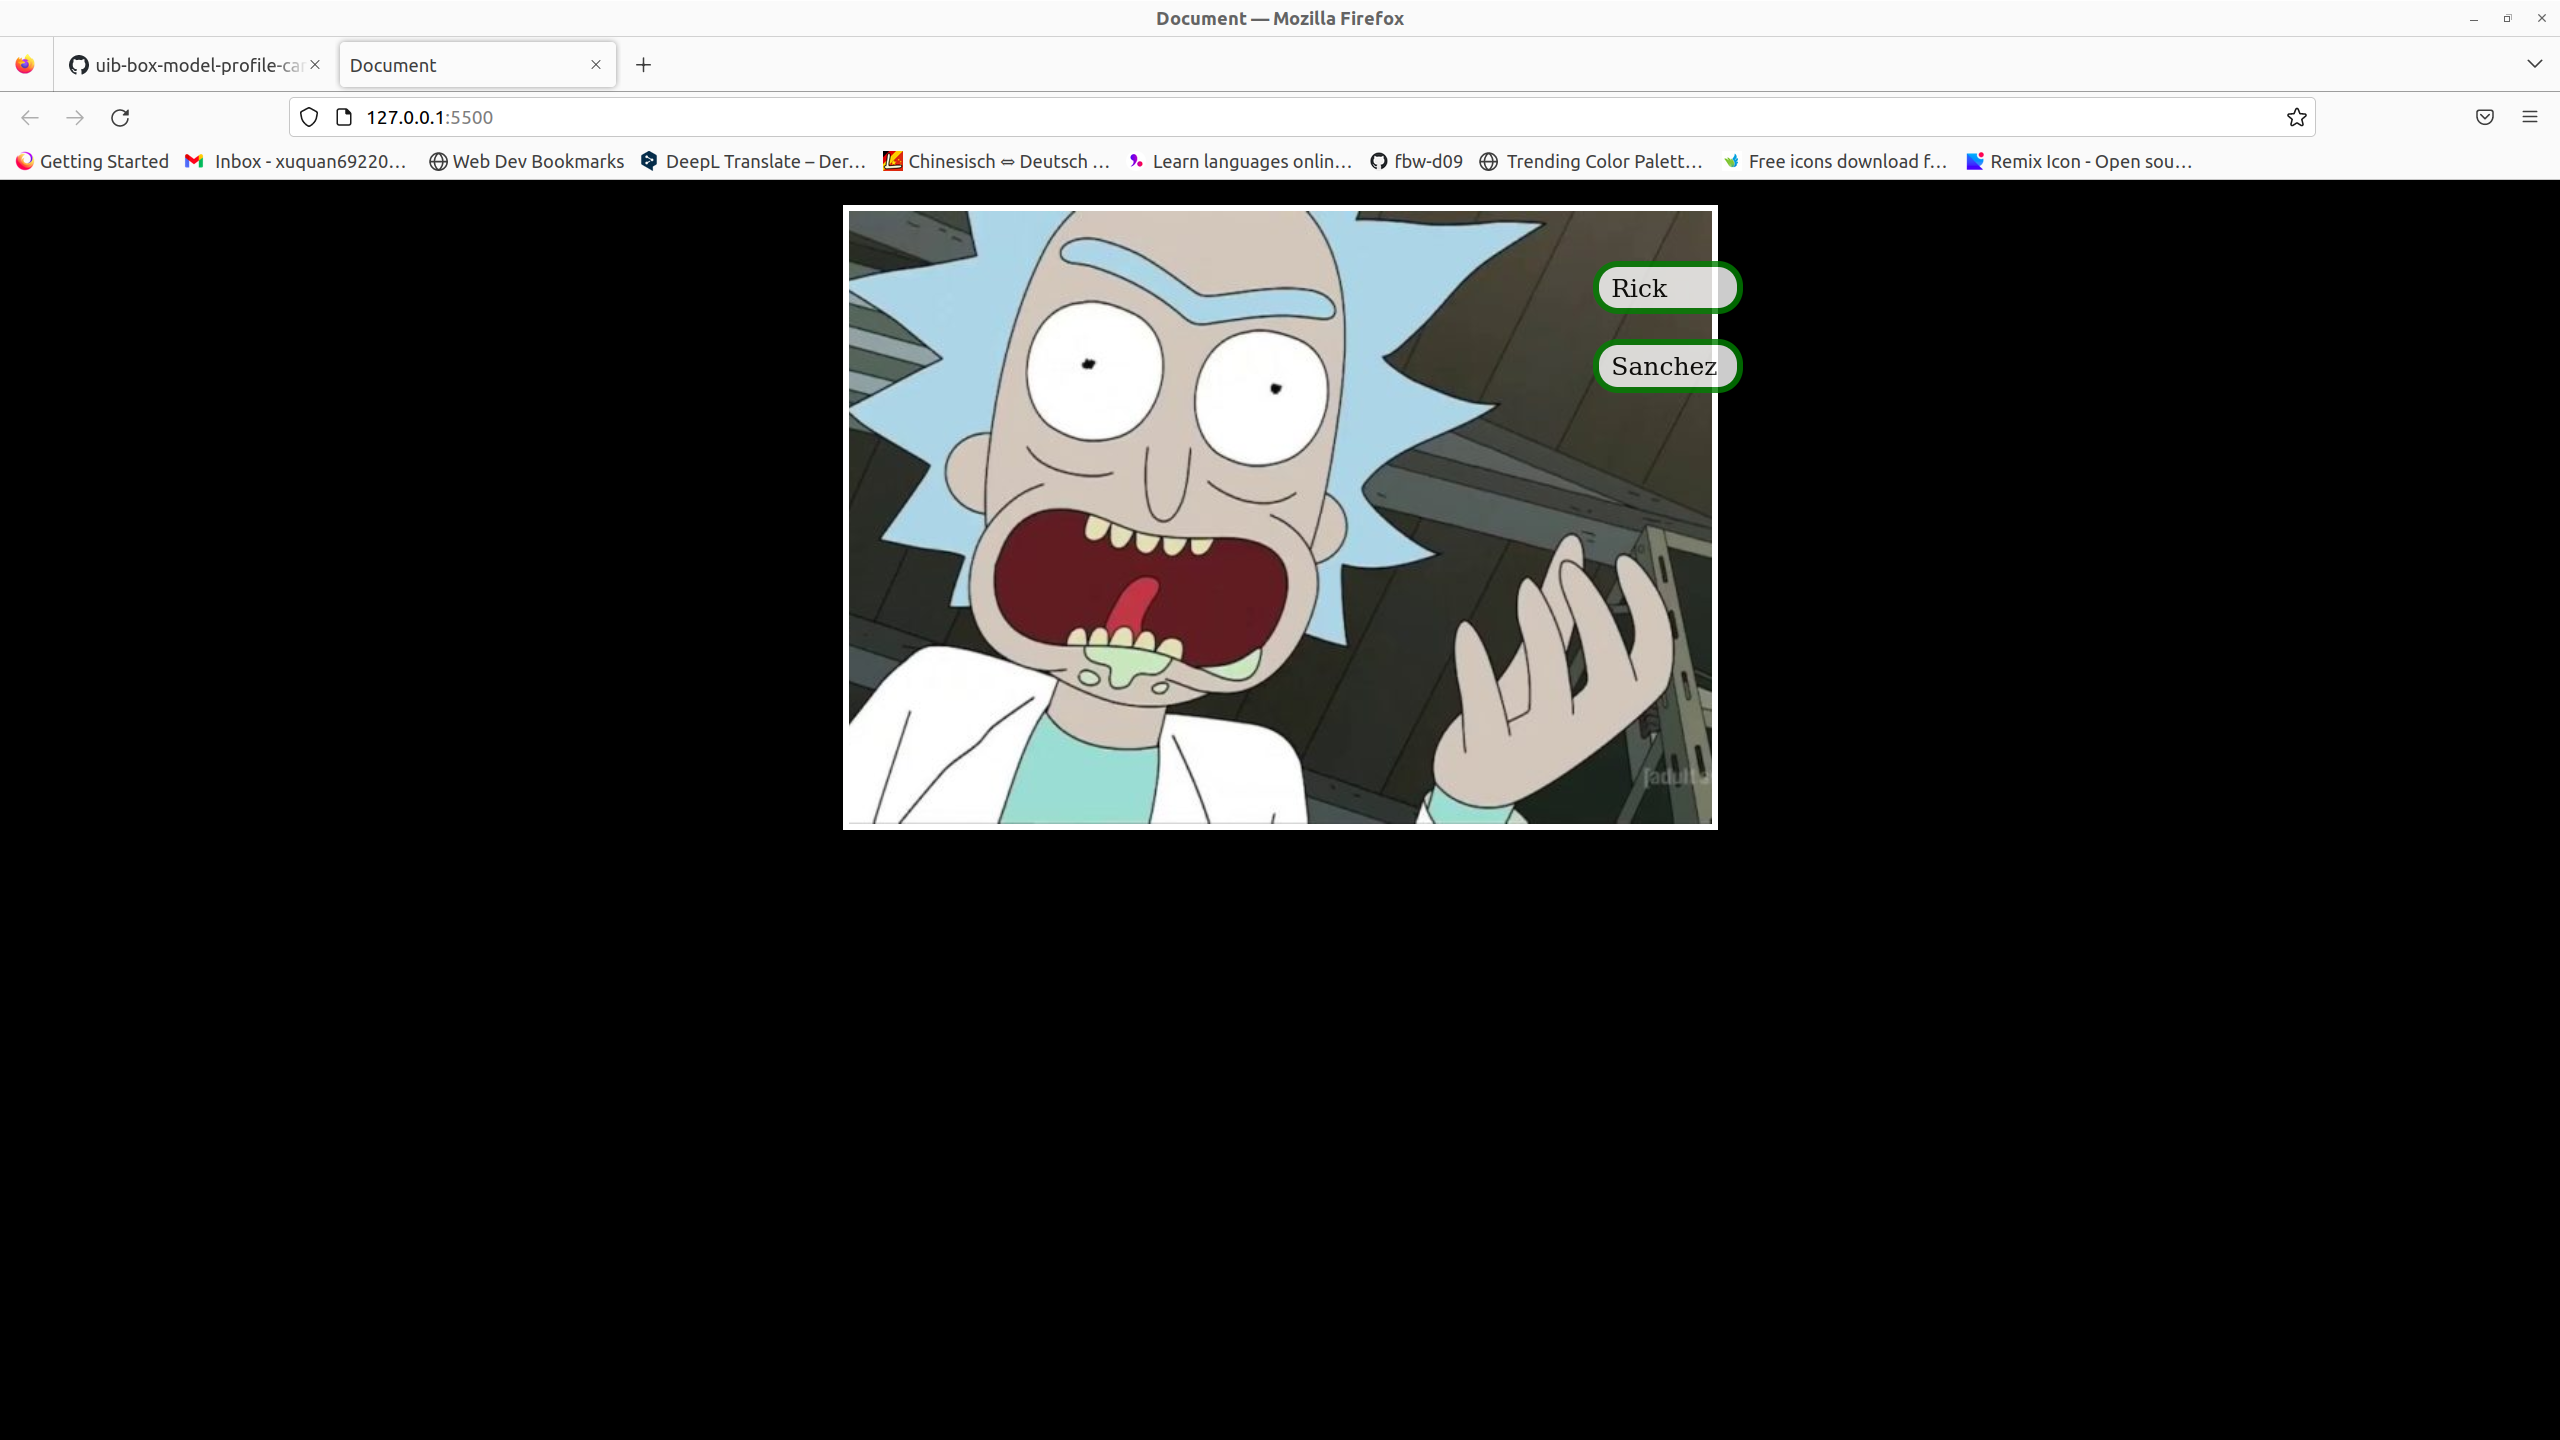 Document — Mozilla Firefox
uib-box-model-profile-car
Document
127.0.0.1:5500
Getting Started
Inbox - xuquan69220…
Web Dev Bookmarks
DeepL Translate – Der…
Chinesisch ⇔ Deutsch …
Learn languages onlin…
fbw-d09
Trending Color Palett…
Free icons download f…
Remix Icon - Open sou…
Rick
Sanchez
[adult s